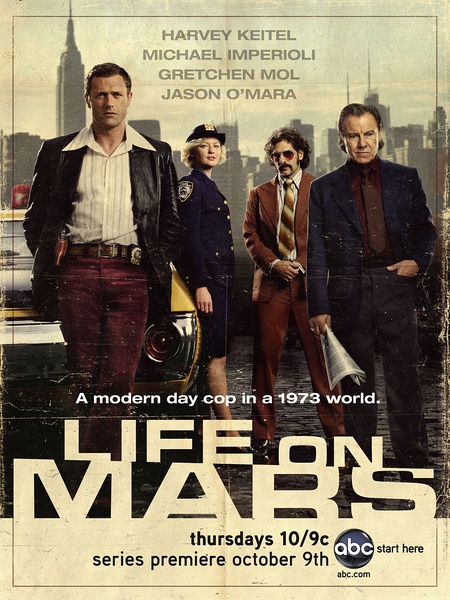 HARVEY KEITEL
MICHAEL IMPERIOLI
GRETCHEN MOL
JASON O'MARA
A modern day cop in a 1973 world.
LIFE ON
MARS
thursdays 10/9c
series premiere october 9th
abc start here
abc.com